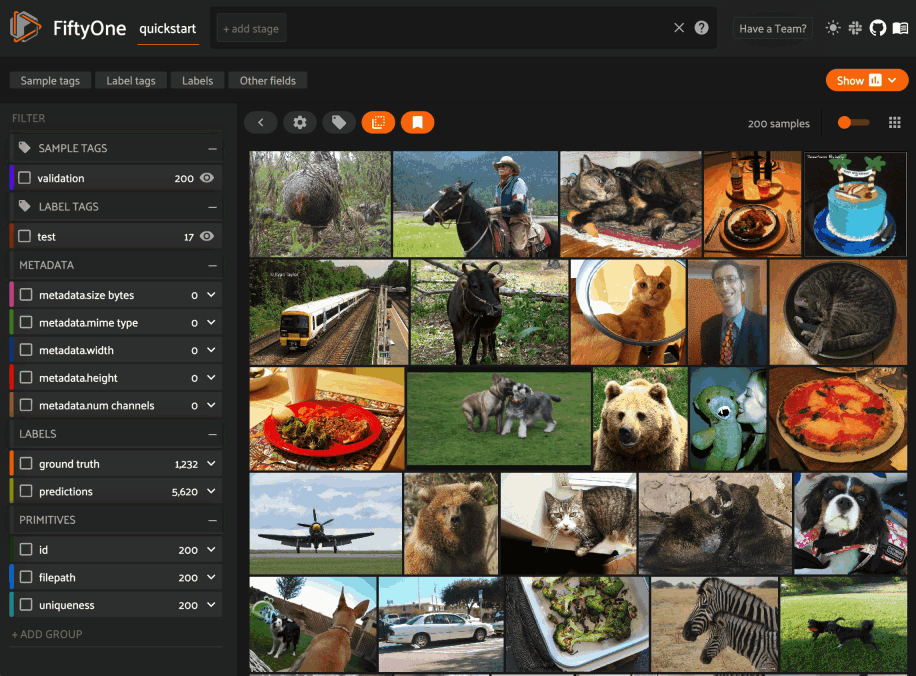 FiftyOne
quickstart
+ add stage
Have a Team?
Sample tags
Label tags
Labels
Other fields
Show
FILTER
200 samples
SAMPLE TAGS
validation 200
LABEL TAGS
test 17
METADATA
metadata.size bytes 0
metadata.mime type 0
metadata.width 0
metadata.height 0
metadata.num channels 0
LABELS
ground truth 1,232
predictions 5,620
PRIMITIVES
id 200
filepath 200
uniqueness 200
+ ADD GROUP